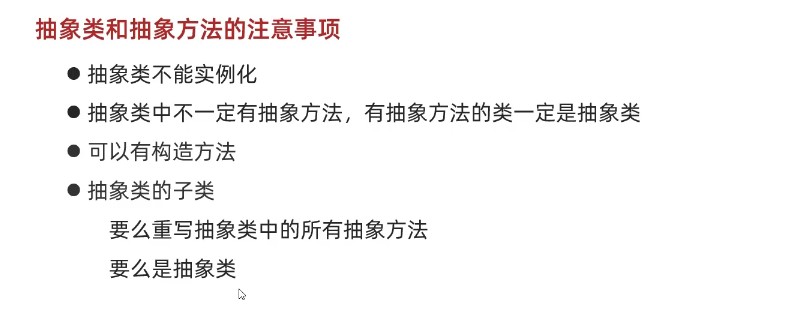 抽象类和抽象方法的注意事项
● 抽象类不能实例化
● 抽象类中不一定有抽象方法，有抽象方法的类一定是抽象类
● 可以有构造方法
● 抽象类的子类
要么重写抽象类中的所有抽象方法
要么是抽象类